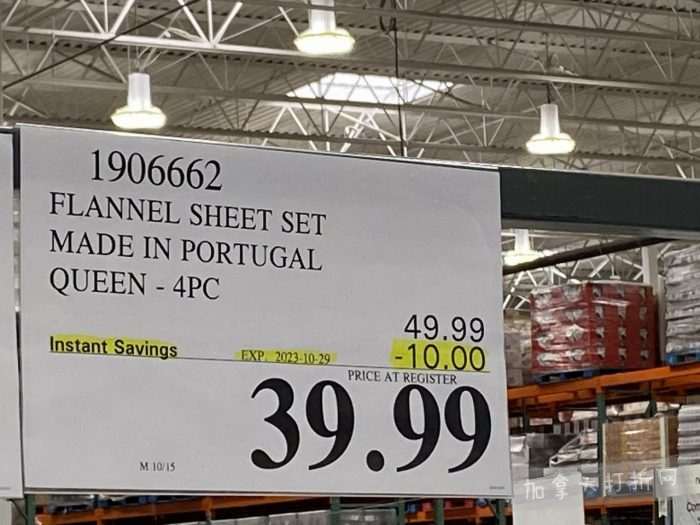 1906662
FLANNEL SHEET SET
MADE IN PORTUGAL
QUEEN - 4PC
49.99
Instant Savings EXP. 2023-10-29 -10.00
PRICE AT REGISTER
39.99
M 10/15
加拿大打折网